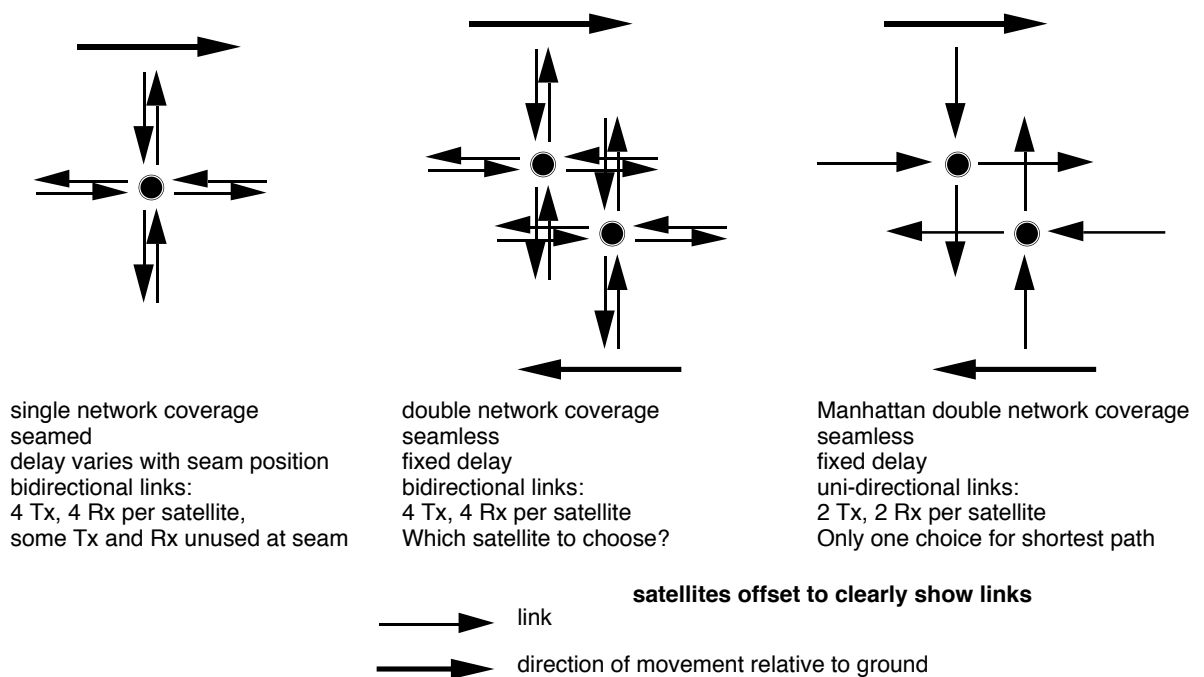 single network coverage
seamed
delay varies with seam position
bidirectional links:
4 Tx, 4 Rx per satellite,
some Tx and Rx unused at seam
double network coverage
seamless
fixed delay
bidirectional links:
4 Tx, 4 Rx per satellite
Which satellite to choose?
Manhattan double network coverage
seamless
fixed delay
uni-directional links:
2 Tx, 2 Rx per satellite
Only one choice for shortest path
satellites offset to clearly show links
link
direction of movement relative to ground